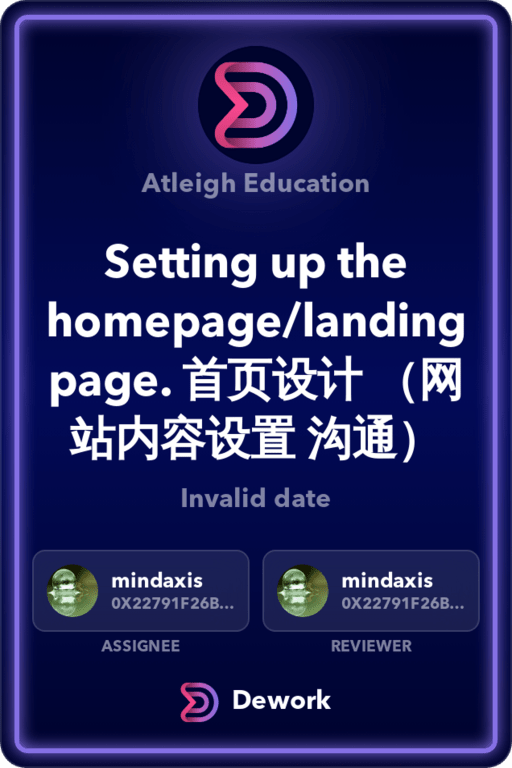 Atleigh Education
Setting up the
homepage/landing
page. 首页设计 （网
站内容设置 沟通）
Invalid date
mindaxis
0X22791F26B...
mindaxis
0X22791F26B...
ASSIGNEE
REVIEWER
Dework